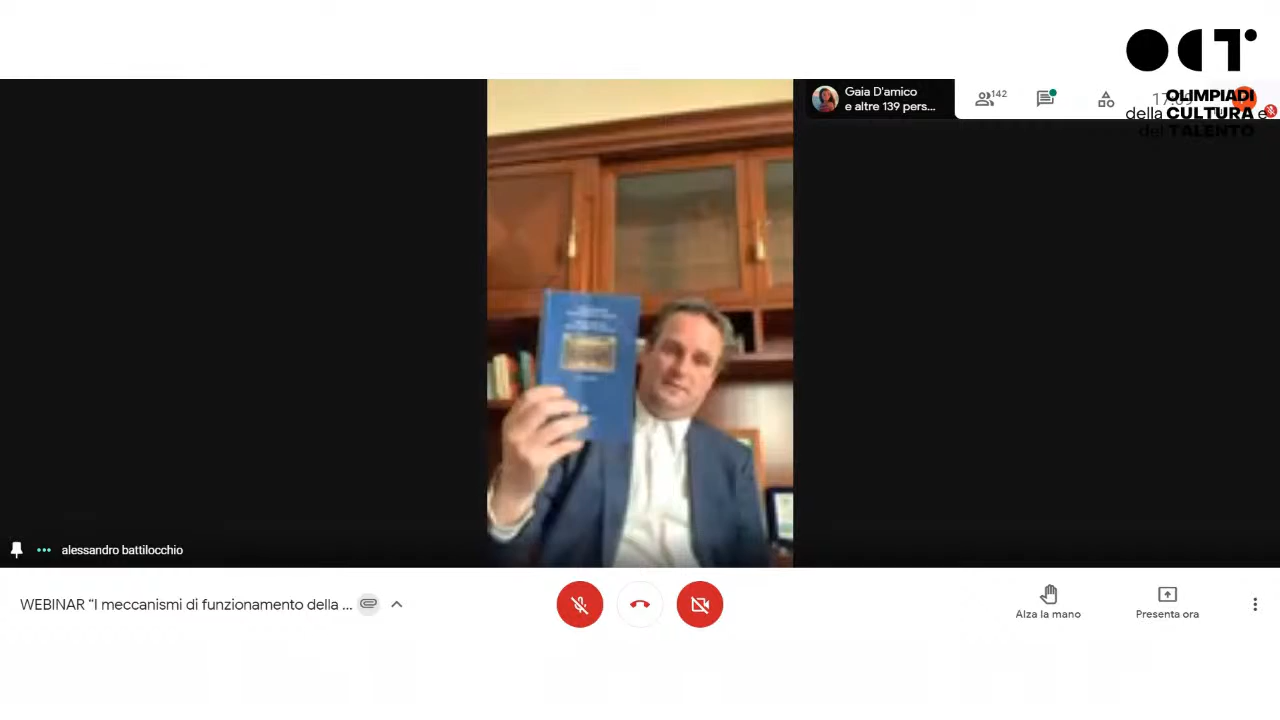 OCT
Gaia D'amico
e altre 139 pers...
142
OLIMPIADI
della CULTURA e
del TALENTO
alessandro battilocchio
WEBINAR “I meccanismi di funzionamento della ...
Alza la mano
Presenta ora